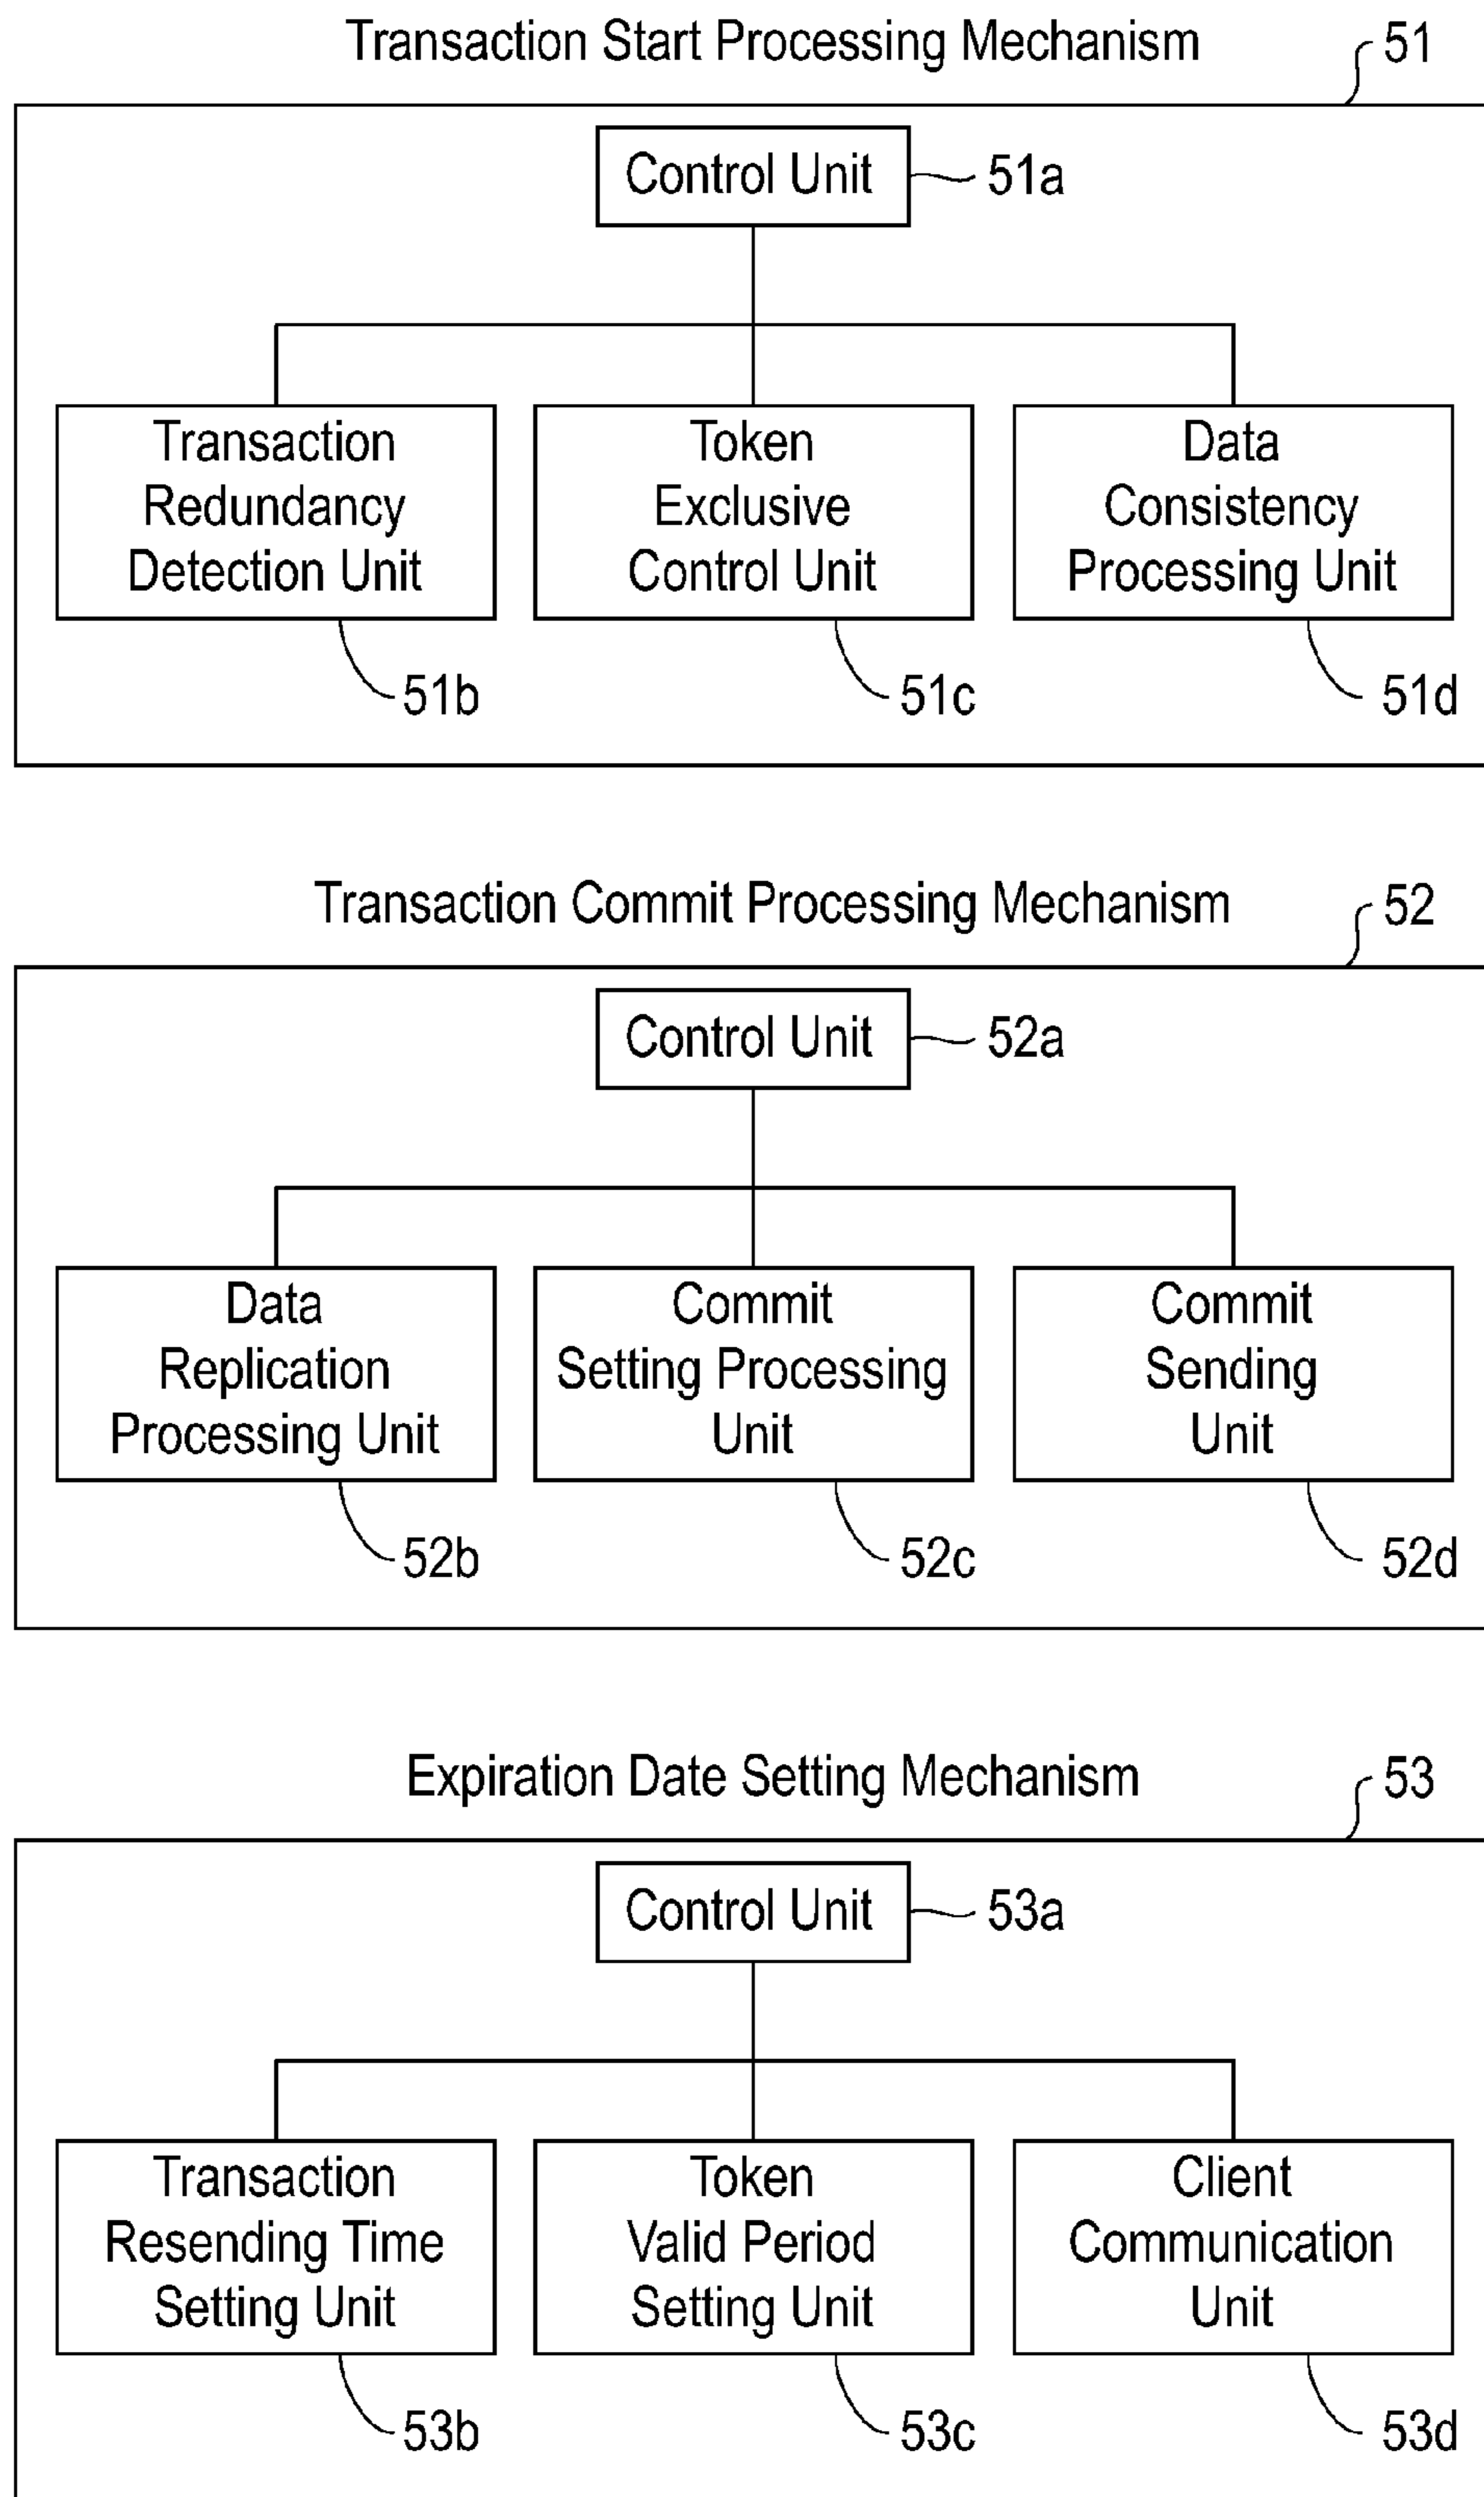 Transaction Start Processing Mechanism
51
Control Unit
51a
Transaction
Redundancy
Detection Unit
51b
Token
Exclusive
Control Unit
51c
Data
Consistency
Processing Unit
51d
Transaction Commit Processing Mechanism
52
Control Unit
52a
Data
Replication
Processing Unit
52b
Commit
Setting Processing
Unit
52c
Commit
Sending
Unit
52d
Expiration Date Setting Mechanism
53
Control Unit
53a
Transaction
Resending Time
Setting Unit
53b
Token
Valid Period
Setting Unit
53c
Client
Communication
Unit
53d